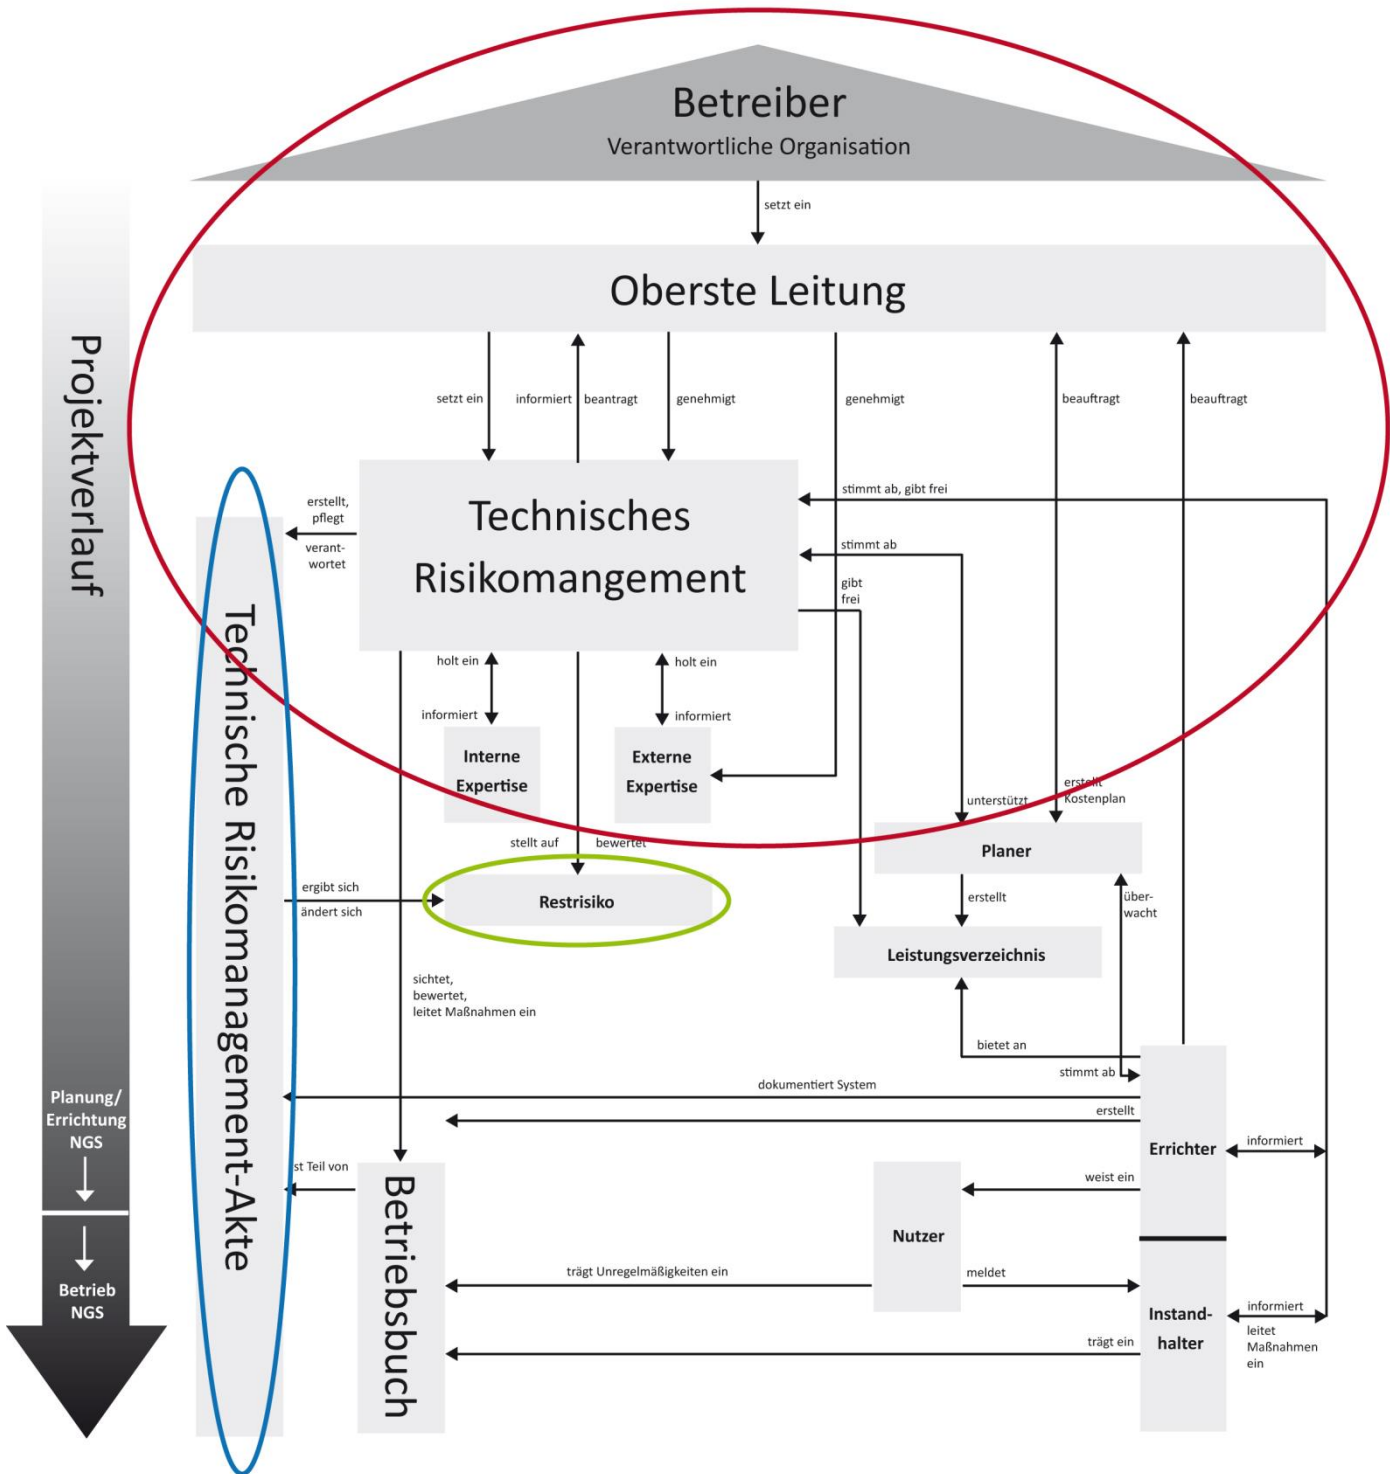 Betreiber
Verantwortliche Organisation
setzt ein
Oberste Leitung
Projektverlauf
setzt ein
informiert
beantragt
genehmigt
genehmigt
beauftragt
beauftragt
erstellt,
pflegt
verant-
wortet
Technisches
Risikomangement
stimmt ab, gibt frei
stimmt ab
gibt
frei
Technische Risikomanagement-Akte
holt ein
holt ein
informiert
informiert
Interne
Expertise
Externe
Expertise
unterstützt
erstellt
Kostenplan
stellt auf
bewertet
Planer
ergibt sich
ändert sich
Restrisiko
erstellt
über-
wacht
Leistungsverzeichnis
sichtet,
bewertet,
leitet Maßnahmen ein
bietet an
stimmt ab
dokumentiert System
erstellt
Planung/
Errichtung
NGS
Errichter
informiert
st Teil von
weist ein
Betriebsbuch
Nutzer
trägt Unregelmäßigkeiten ein
meldet
Betrieb
NGS
Instand-
halter
informiert
leitet
Maßnahmen
ein
trägt ein